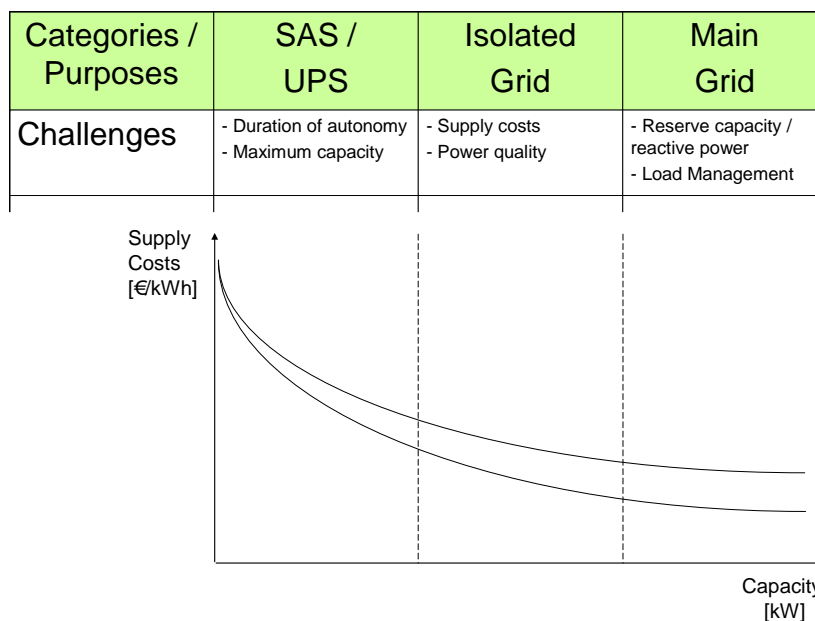 Categories /
Purposes
SAS /
UPS
Isolated
Grid
Main
Grid
Challenges
- Duration of autonomy
- Maximum capacity
- Supply costs
- Power quality
- Reserve capacity /
reactive power
- Load Management
Supply
Costs
[€/kWh]
Capacity
[kW]